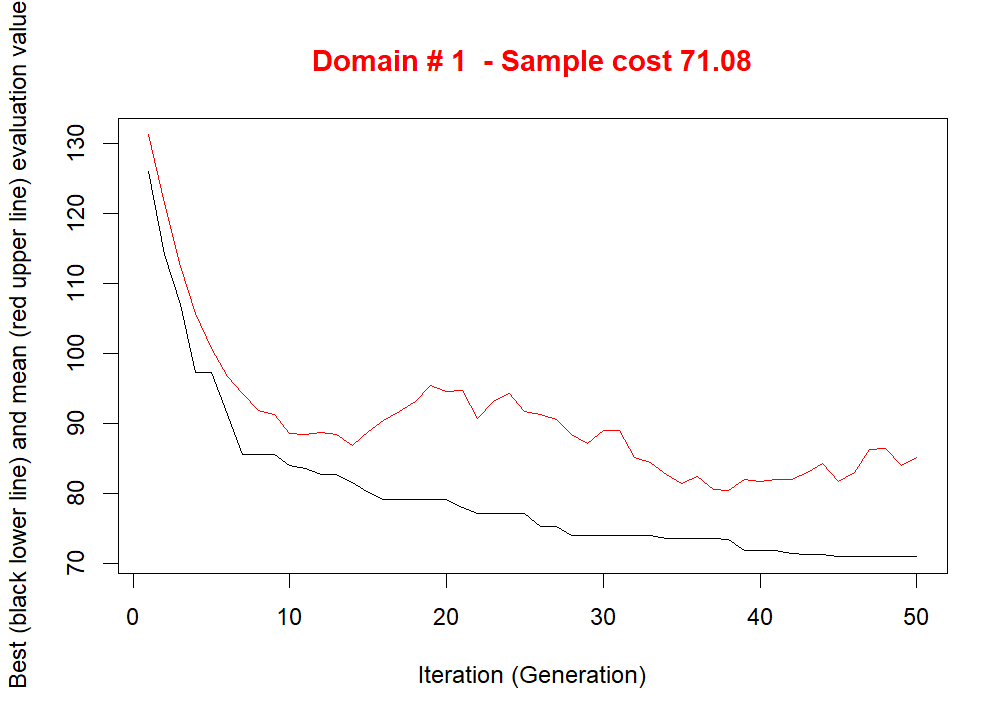 Domain # 1  - Sample cost 71.08
Best (black lower line) and mean (red upper line) evaluation value
130
120
110
100
90
80
70
0 10 20 30 40 50
Iteration (Generation)